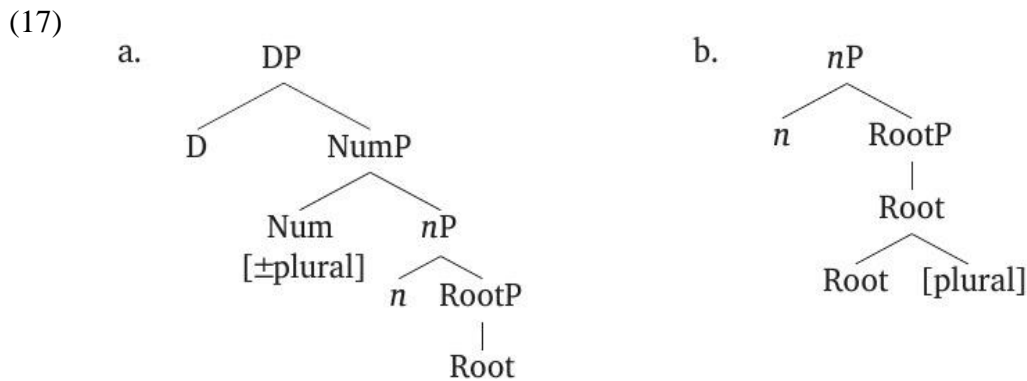 (17)
a. DP
b. nP
D NumP
n RootP
Num nP
Root
[±plural]
n RootP
Root [plural]
Root